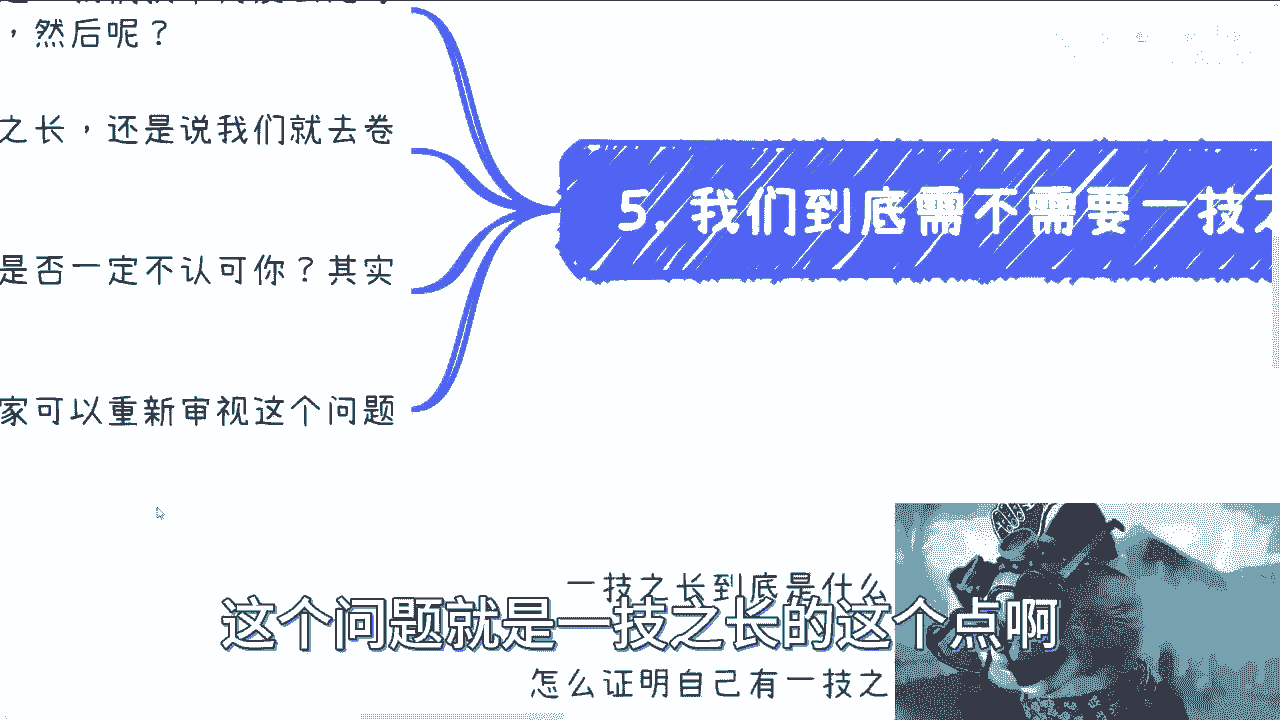 ，然后呢？
之长，还是说我们就去卷
5. 我们到底需不需要一技
是否一定不认可你？其实
家可以重新审视这个问题
一技之长到底是什么
这个问题就是一技之长的这个点啊
怎么证明自己有一技之